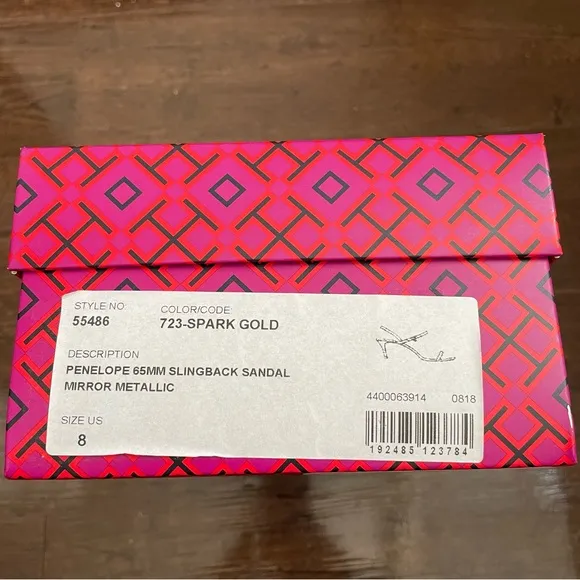 STYLE NO: COLOR/CODE:
55486 723-SPARK GOLD
DESCRIPTION
PENELOPE 65MM SLINGBACK SANDAL
MIRROR METALLIC
SIZE US
8
4400063914 0818
192485 123784